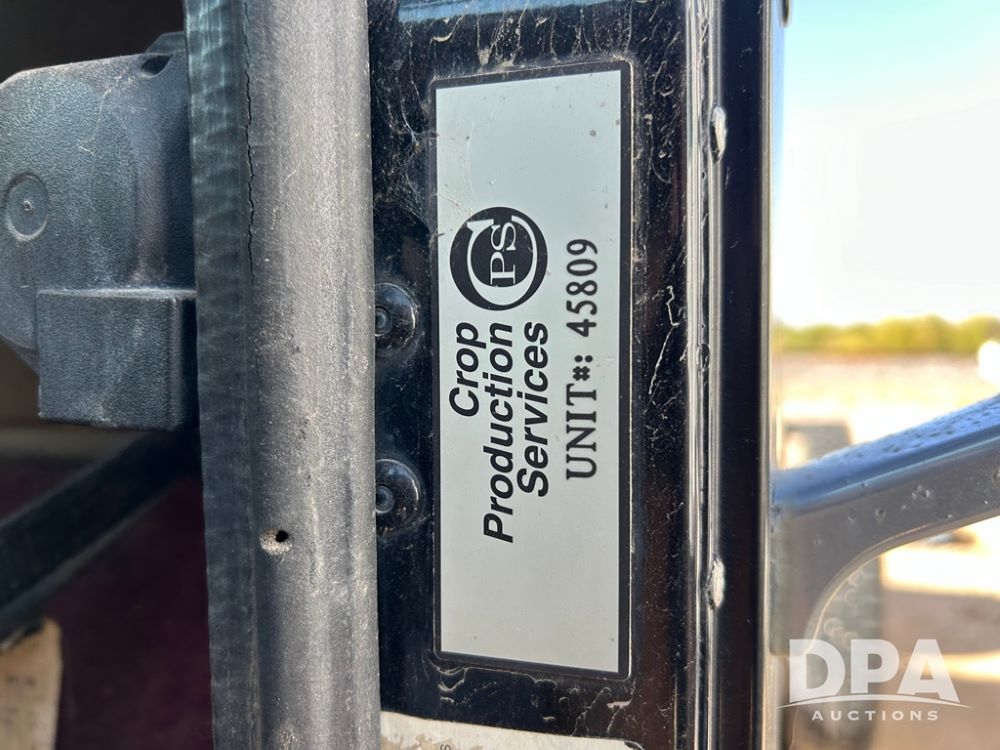 CPS
Crop
Production
Services
UNIT#: 45809
DPA
AUCTIONS